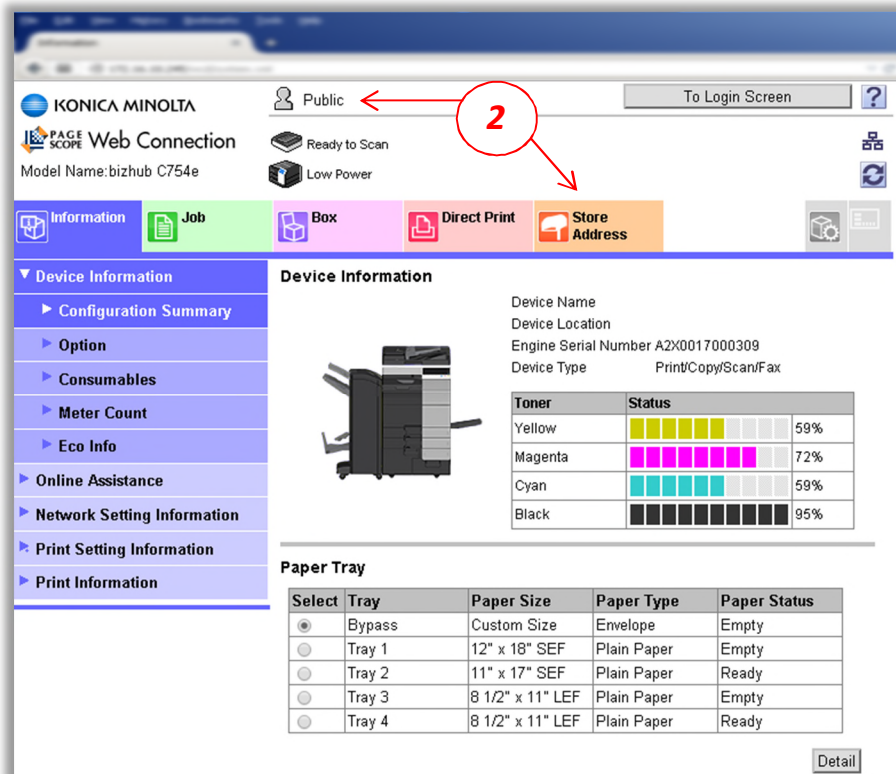 Information
KONICA MINOLTA
Public
2
To Login Screen
?
PAGE SCOPE Web Connection
Ready to Scan
Model Name:bizhub C754e
Low Power
Information
Job
Box
Direct Print
Store
Address
Device Information
Configuration Summary
Option
Consumables
Meter Count
Eco Info
Online Assistance
Network Setting Information
Print Setting Information
Print Information
Device Information
Device Name
Device Location
Engine Serial Number A2X0017000309
Device Type Print/Copy/Scan/Fax
Toner Status
Yellow 59%
Magenta 72%
Cyan 59%
Black 95%
Paper Tray
Select Tray Paper Size Paper Type Paper Status
Bypass Custom Size Envelope Empty
Tray 1 12" x 18" SEF Plain Paper Empty
Tray 2 11" x 17" SEF Plain Paper Ready
Tray 3 8 1/2" x 11" LEF Plain Paper Empty
Tray 4 8 1/2" x 11" LEF Plain Paper Ready
Detail